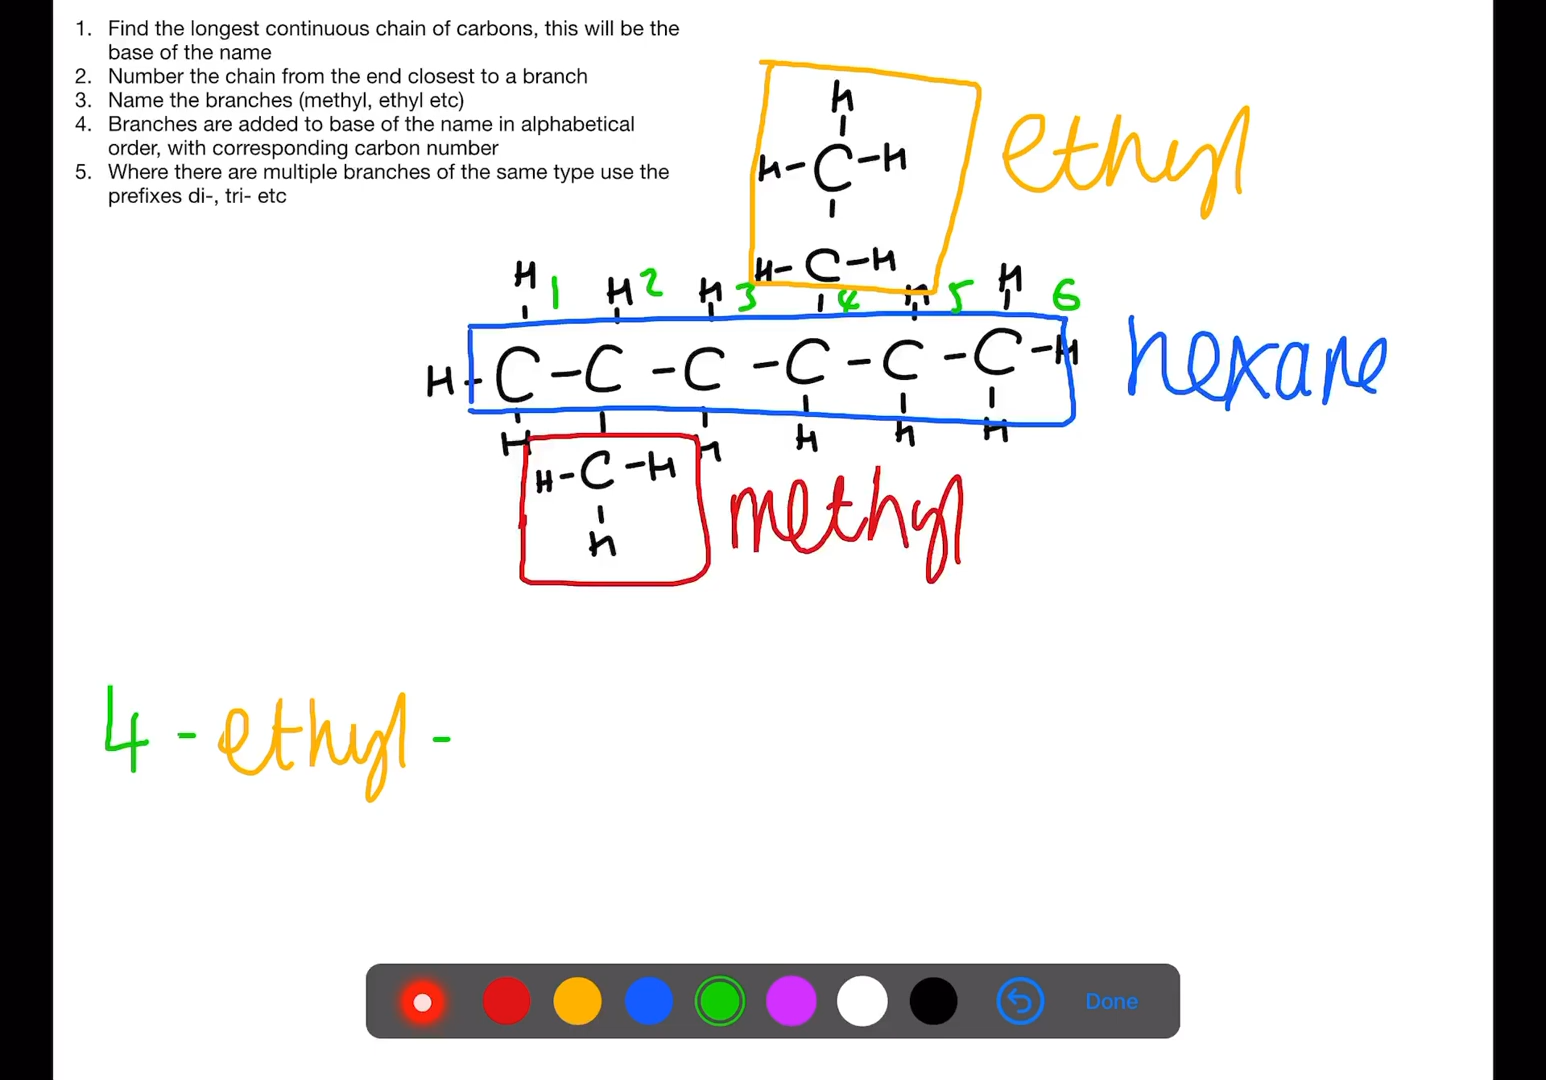 1. Find the longest continuous chain of carbons, this will be the
base of the name
2. Number the chain from the end closest to a branch
3. Name the branches (methyl, ethyl etc)
4. Branches are added to base of the name in alphabetical
order, with corresponding carbon number
5. Where there are multiple branches of the same type use the
prefixes di-, tri- etc
H
H-C-H
ethyl
H-C-H
H 1 H 2 H 3 4 H 5 H 6
H-C-C-C-C-C-C-H
hexane
H H H H H
H-C-H
H
methyl
4-ethyl-
Done